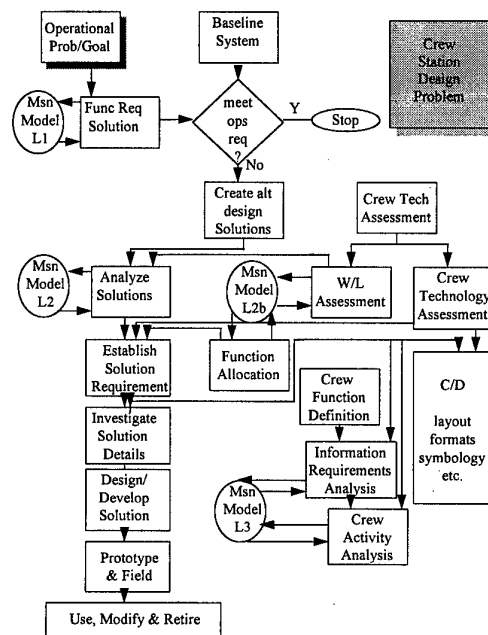 Operational
Prob/Goal
Baseline
System
Crew
Station
Design
Problem
Msn
Model
L1
Func Req
Solution
meet
ops
req
?
Y
Stop
No
Create alt
design
Solutions
Crew Tech
Assessment
Msn
Model
L2
Analyze
Solutions
Msn
Model
L2b
W/L
Assessment
Crew
Technology
Assessment
Establish
Solution
Requirement
Function
Allocation
C/D
layout
formats
symbology
etc.
Crew
Function
Definition
Investigate
Solution
Details
Information
Requirements
Analysis
Design/
Develop
Solution
Msn
Model
L3
Crew
Activity
Analysis
Prototype
& Field
Use, Modify & Retire